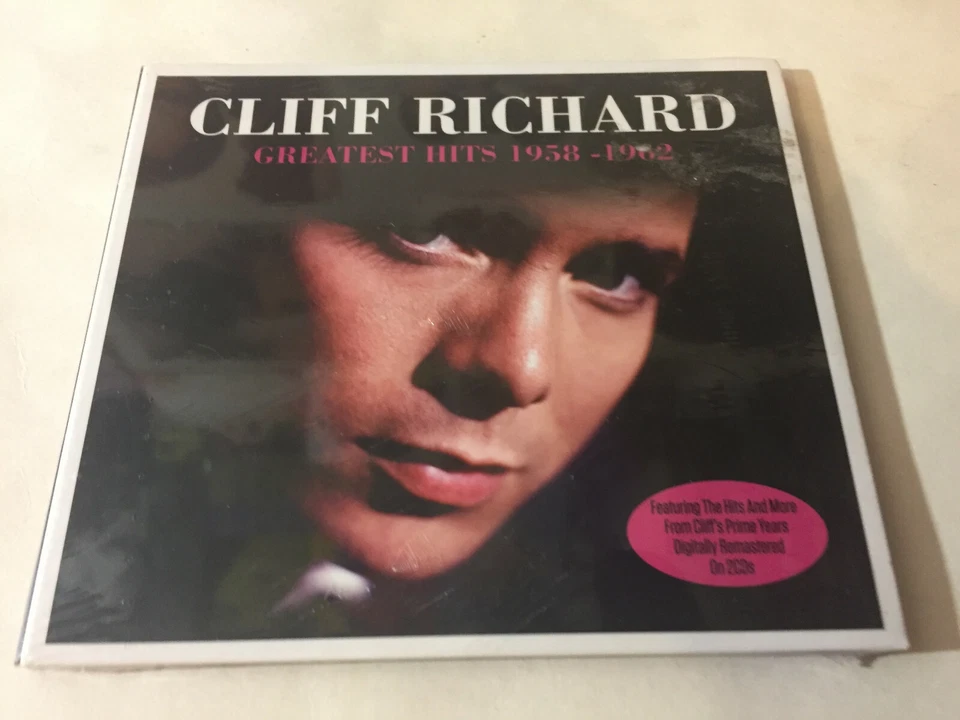 CLIFF RICHARD
GREATEST HITS 1958 -1962
Featuring The Hits And More
From Cliff's Prime Years
Digitally Remastered
On 2CDs